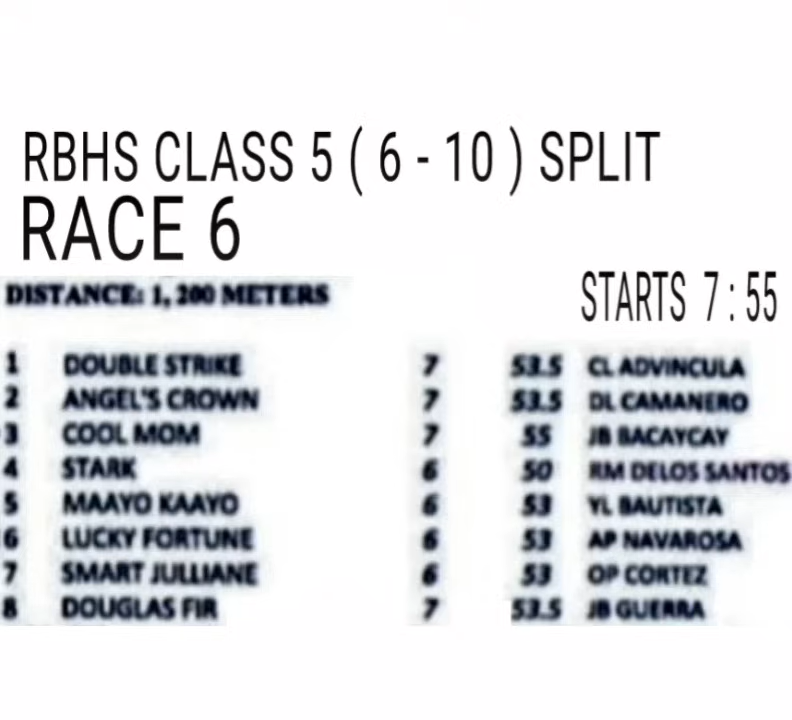 RBHS CLASS 5 ( 6 - 10 ) SPLIT
RACE 6
DISTANCE: 1, 200 METERS
STARTS 7 : 55
1 DOUBLE STRIKE 7 53.5 CL ADVINCULA
2 ANGEL'S CROWN 7 53.5 DL CAMANERO
3 COOL MOM 7 55 JB BACAYCAY
4 STARK 6 50 RM DELOS SANTOS
5 MAAYO KAAYO 6 53 YL BAUTISTA
6 LUCKY FORTUNE 6 53 AP NAVAROSA
7 SMART JULLIANE 6 53 OP CORTEZ
8 DOUGLAS FIR 7 53.5 JB GUERRA